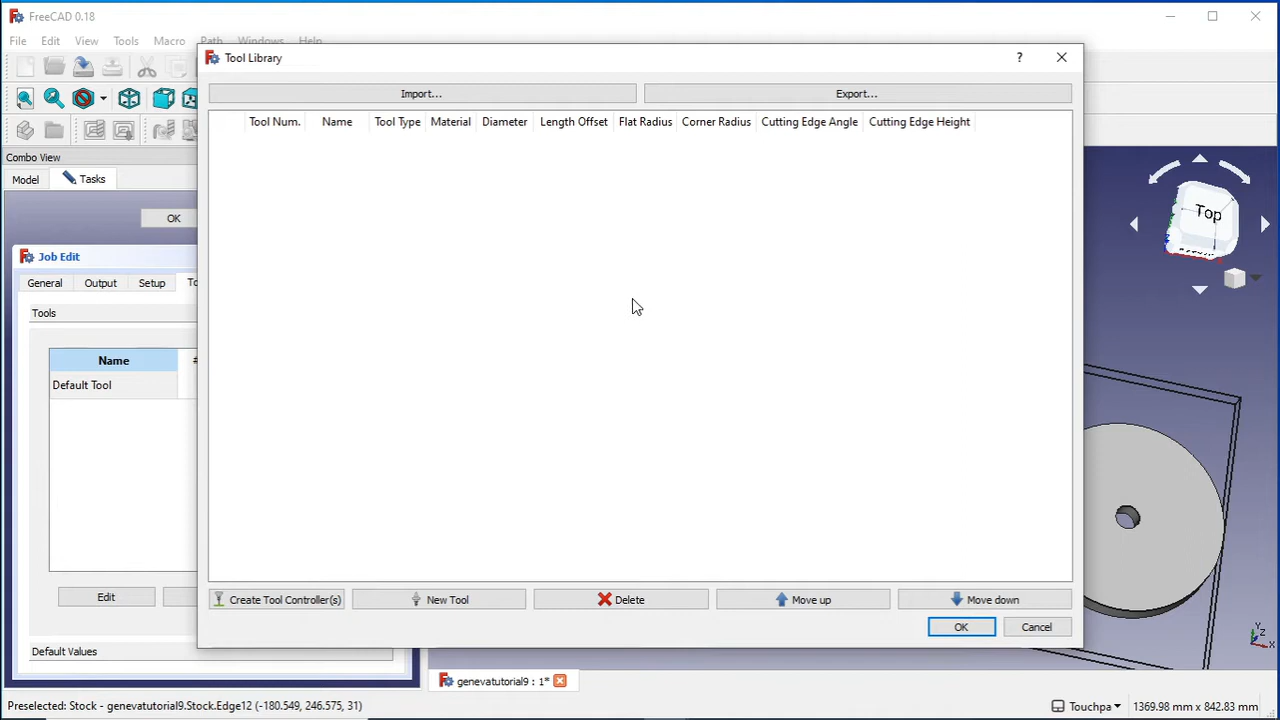 FreeCAD 0.18
File Edit View Tools Macro Path Windows Help
Tool Library
?
Import... Export...
Tool Num. Name Tool Type Material Diameter Length Offset Flat Radius Corner Radius Cutting Edge Angle Cutting Edge Height
Combo View
Model Tasks
OK
Job Edit
General Output Setup
Tools
Name #
Default Tool
Edit
Default Values
Create Tool Controller(s) New Tool Delete Move up Move down
OK Cancel
Top
Y
Z
X
genevatutorial9 : 1*
Preselected: Stock - genevatutorial9.Stock.Edge12 (-180.549, 246.575, 31)
Touchpa 1369.98 mm x 842.83 mm